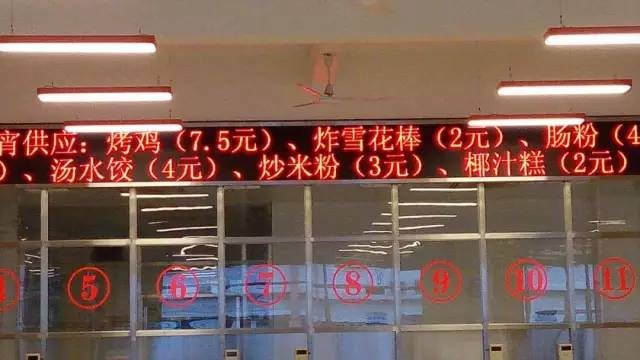 宵供应：烤鸡（7.5元）、炸雪花棒（2元）、肠粉（4
）、汤水饺（4元）、炒米粉（3元）、椰汁糕（2元）
4 5 6 7 8 9 10 11